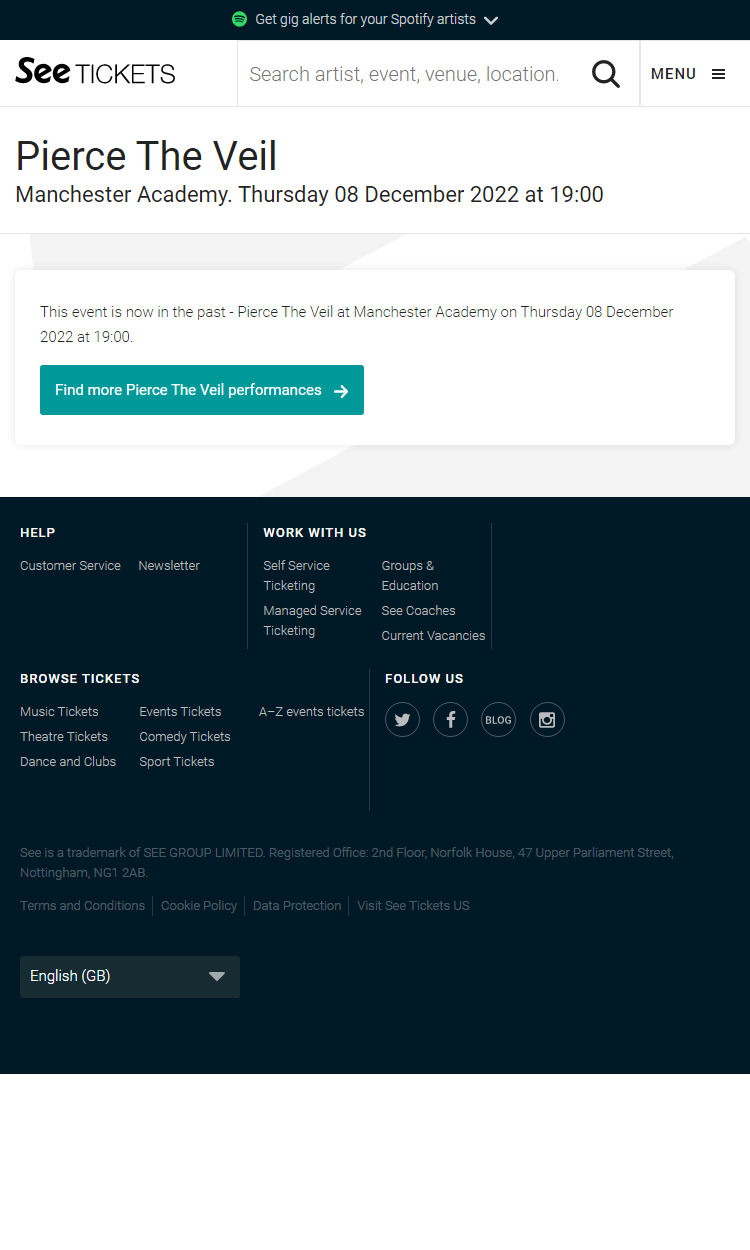 Get gig alerts for your Spotify artists
See TICKETS
Search artist, event, venue, location.
MENU
Pierce The Veil
Manchester Academy. Thursday 08 December 2022 at 19:00
This event is now in the past - Pierce The Veil at Manchester Academy on Thursday 08 December
2022 at 19:00.
Find more Pierce The Veil performances
HELP
Customer Service
Newsletter
WORK WITH US
Self Service
Ticketing
Managed Service
Ticketing
Groups &
Education
See Coaches
Current Vacancies
BROWSE TICKETS
Music Tickets
Theatre Tickets
Dance and Clubs
Events Tickets
Comedy Tickets
Sport Tickets
A–Z events tickets
FOLLOW US
BLOG
See is a trademark of SEE GROUP LIMITED. Registered Office: 2nd Floor, Norfolk House, 47 Upper Parliament Street,
Nottingham, NG1 2AB.
Terms and Conditions
Cookie Policy
Data Protection
Visit See Tickets US
English (GB)